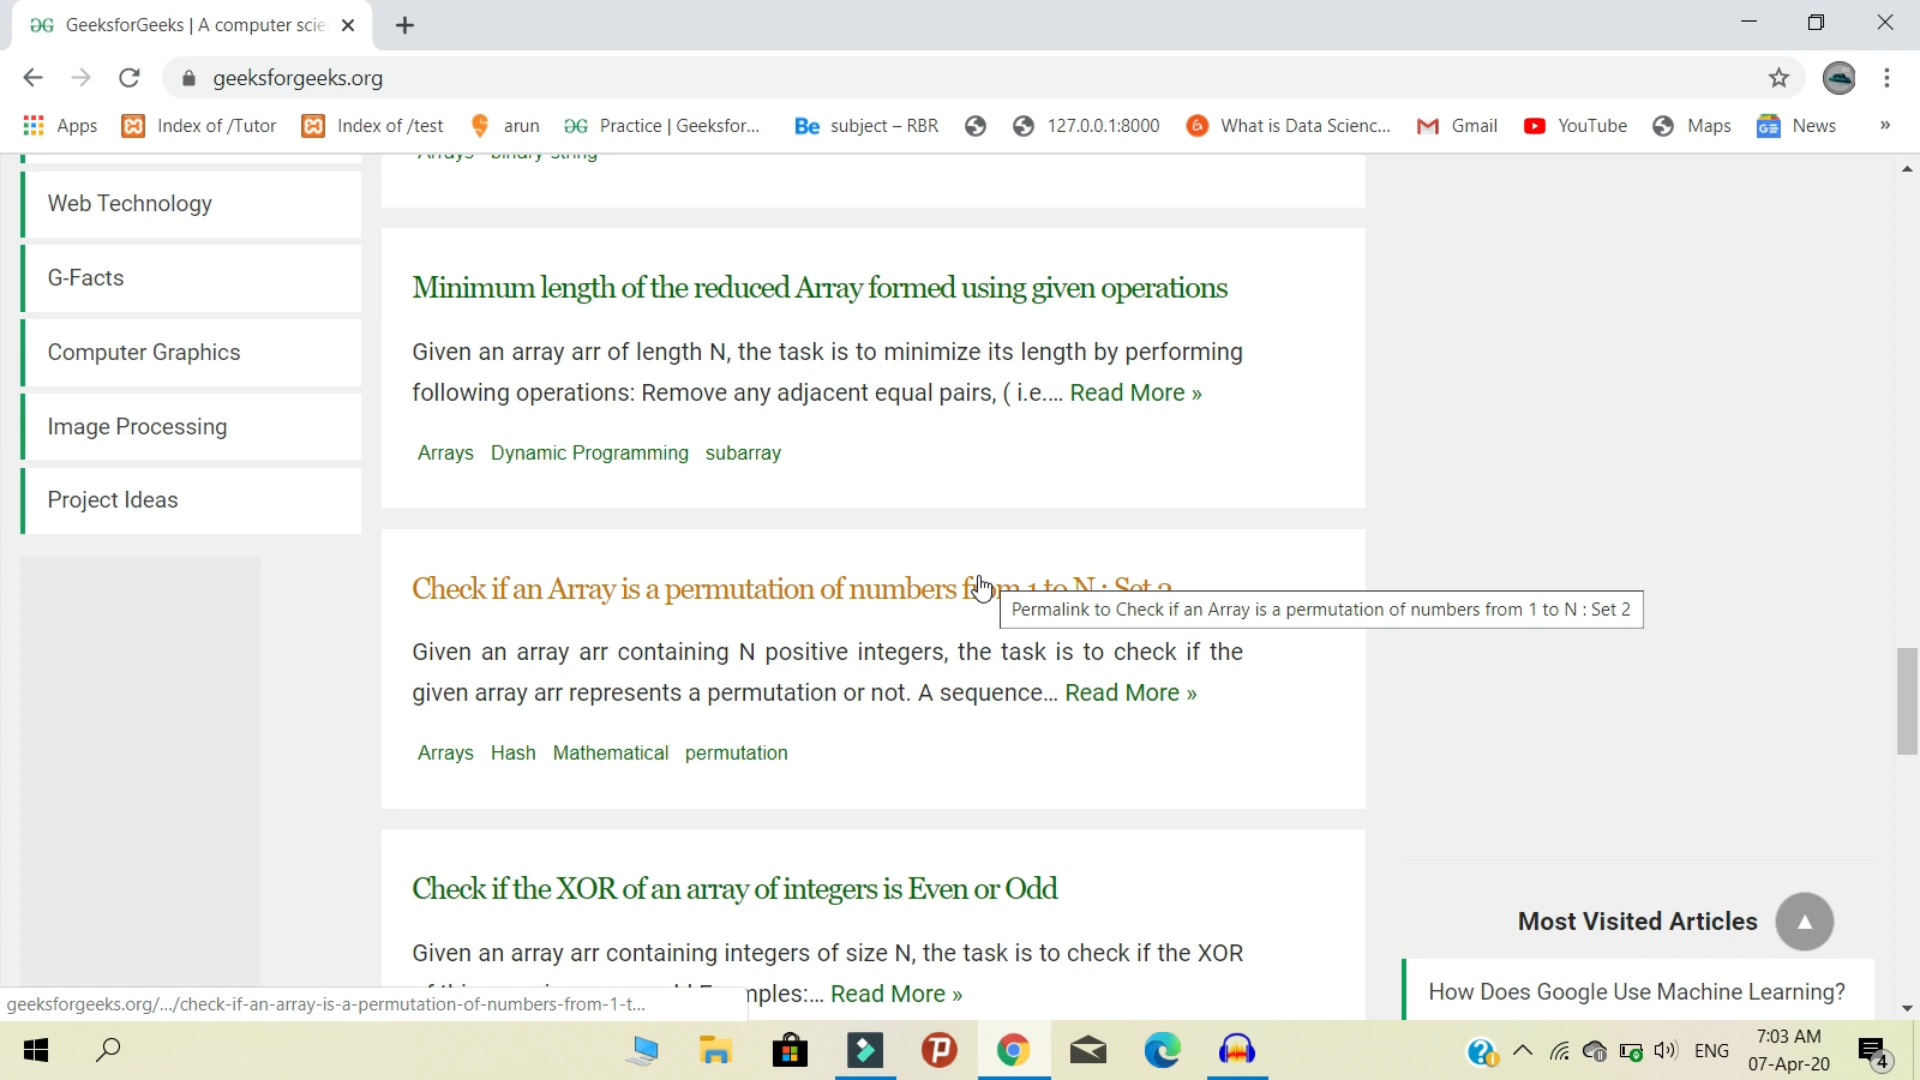 GeeksforGeeks | A computer scie
geeksforgeeks.org
Apps Index of /Tutor Index of /test arun Practice | Geeksfor... subject – RBR 127.0.0.1:8000 What is Data Scienc... Gmail YouTube Maps News »
Arrays binary-string
Web Technology
G-Facts
Computer Graphics
Image Processing
Project Ideas
Minimum length of the reduced Array formed using given operations
Given an array arr of length N, the task is to minimize its length by performing
following operations: Remove any adjacent equal pairs, ( i.e.... Read More »
Arrays Dynamic Programming subarray
Check if an Array is a permutation of numbers from 1 to N : Set 2
Permalink to Check if an Array is a permutation of numbers from 1 to N : Set 2
Given an array arr containing N positive integers, the task is to check if the
given array arr represents a permutation or not. A sequence... Read More »
Arrays Hash Mathematical permutation
Check if the XOR of an array of integers is Even or Odd
Given an array arr containing integers of size N, the task is to check if the XOR
Read More »
Most Visited Articles
How Does Google Use Machine Learning?
geeksforgeeks.org/.../check-if-an-array-is-a-permutation-of-numbers-from-1-t...
ENG
7:03 AM
07-Apr-20
4